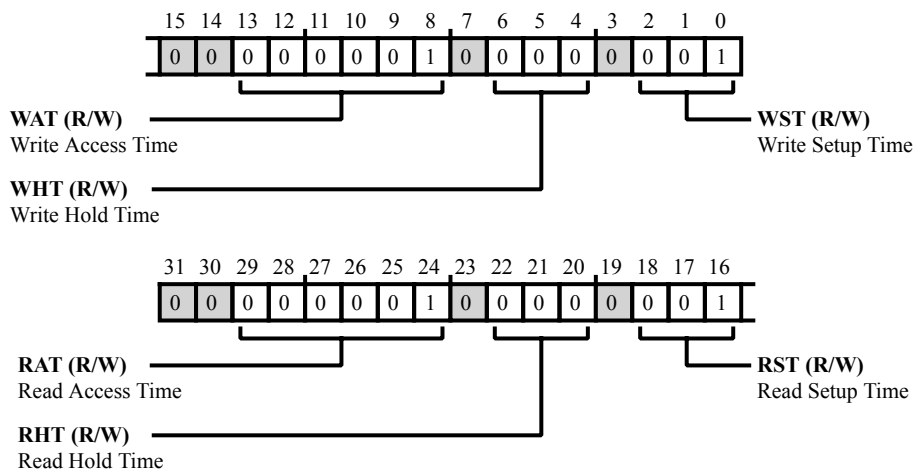 15 14 13 12 11 10 9 8 7 6 5 4 3 2 1 0
0 0 0 0 0 0 0 1 0 0 0 0 0 0 0 1
WAT (R/W)
Write Access Time
WST (R/W)
Write Setup Time
WHT (R/W)
Write Hold Time
31 30 29 28 27 26 25 24 23 22 21 20 19 18 17 16
0 0 0 0 0 0 0 1 0 0 0 0 0 0 0 1
RAT (R/W)
Read Access Time
RST (R/W)
Read Setup Time
RHT (R/W)
Read Hold Time